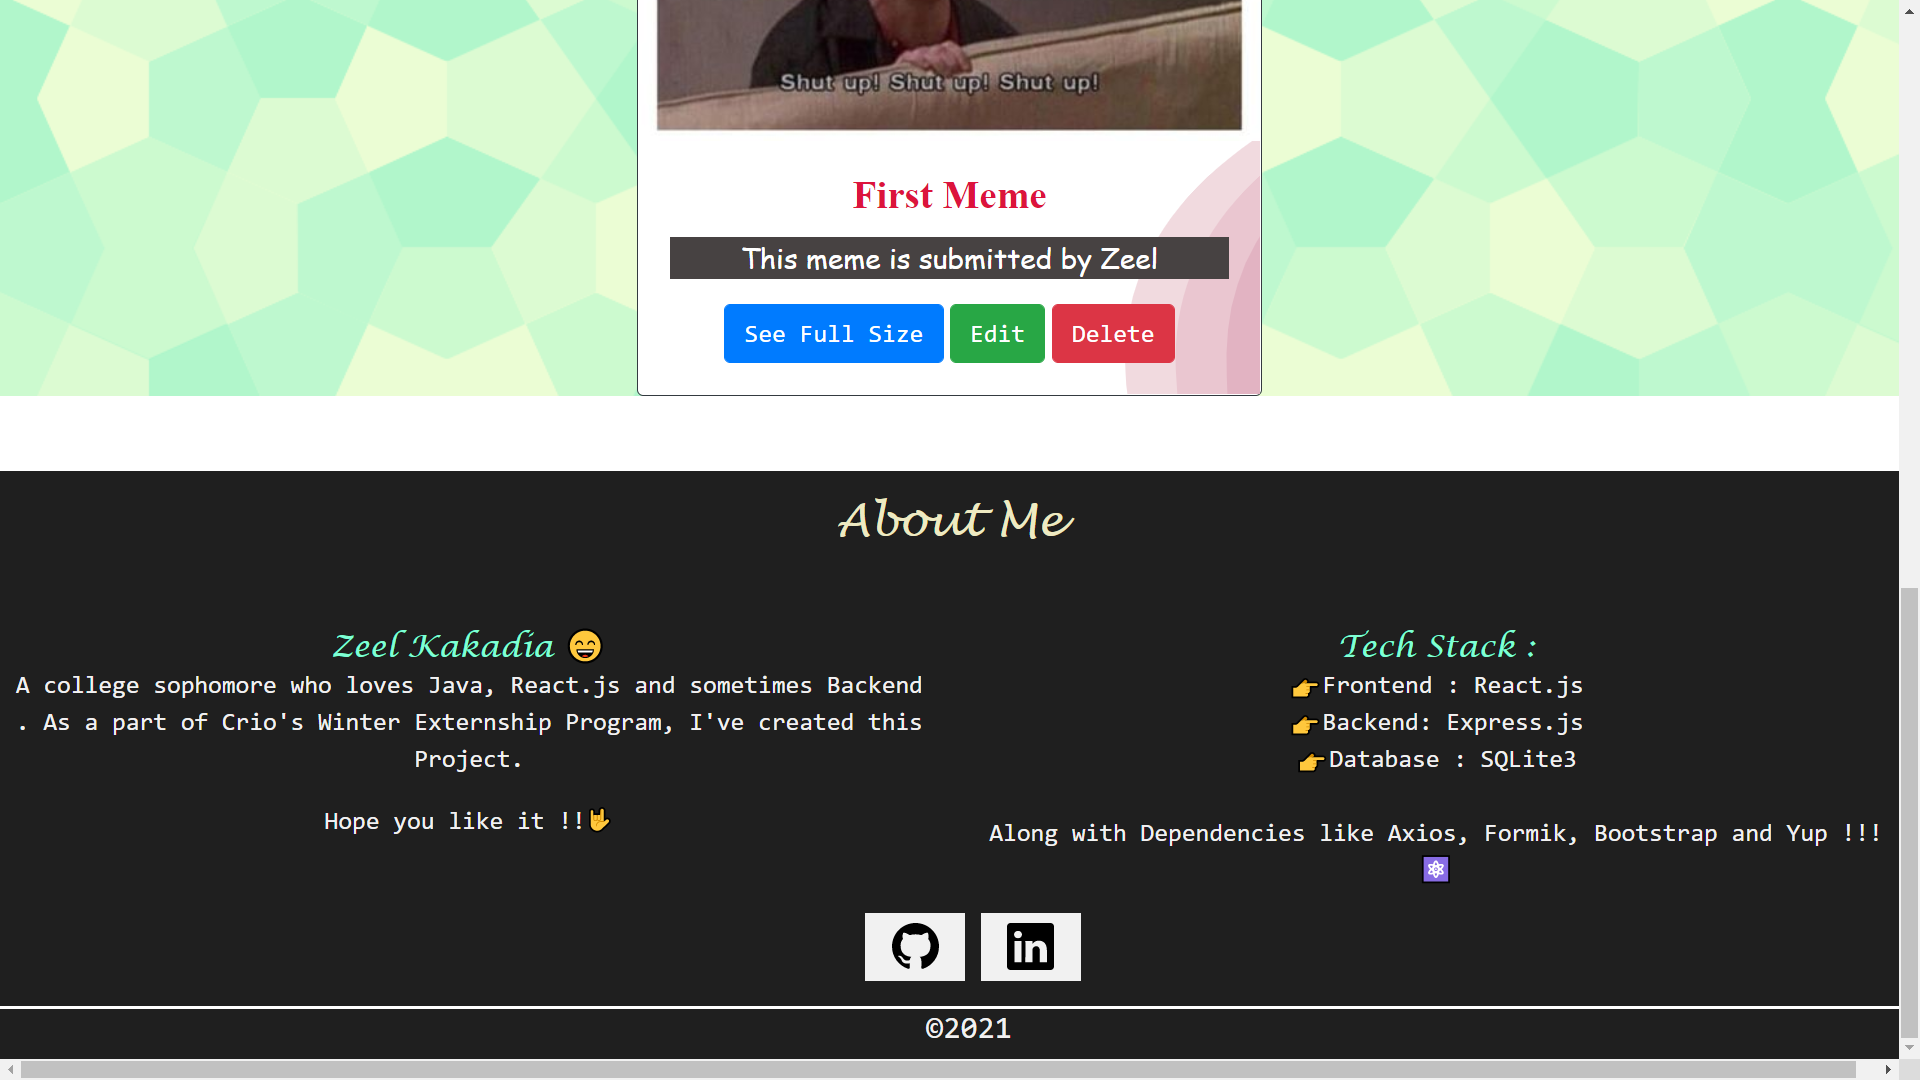 Shut up! Shut up! Shut up!
First Meme
This meme is submitted by Zeel
See Full Size
Edit
Delete
About Me
Zeel Kakadia 😄
A college sophomore who loves Java, React.js and sometimes Backend
. As a part of Crio's Winter Externship Program, I've created this
Project.
Hope you like it !!🤟
Tech Stack :
👉Frontend : React.js
👉Backend: Express.js
👉Database : SQLite3
Along with Dependencies like Axios, Formik, Bootstrap and Yup !!!
⚛
in
©2021